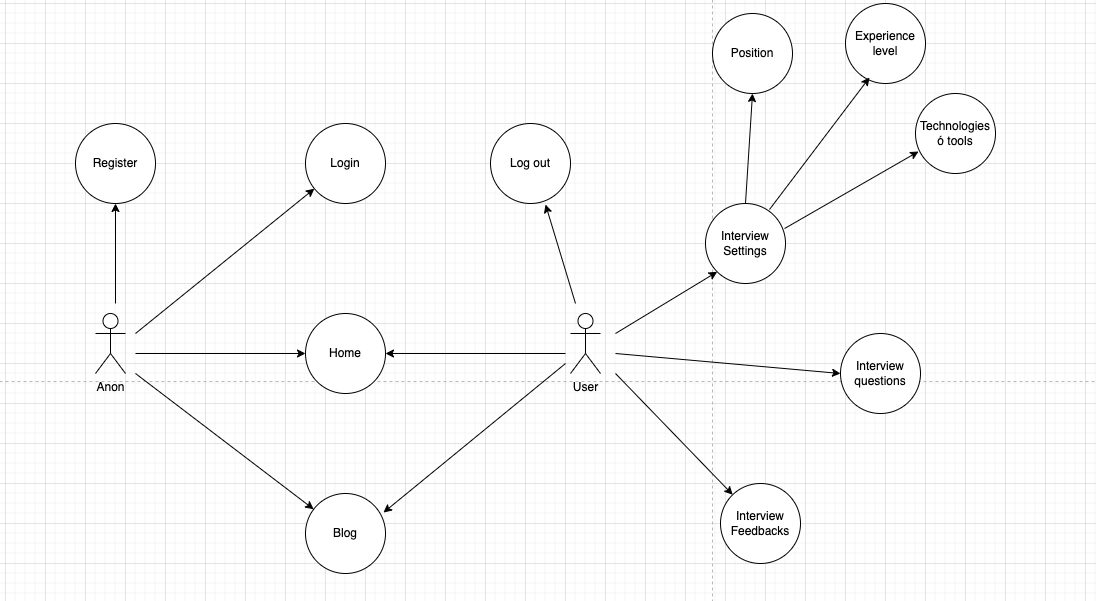 Position
Experience
level
Technologies
ó tools
Register
Login
Log out
Interview
Settings
Home
Anon
User
Interview
questions
Blog
Interview
Feedbacks